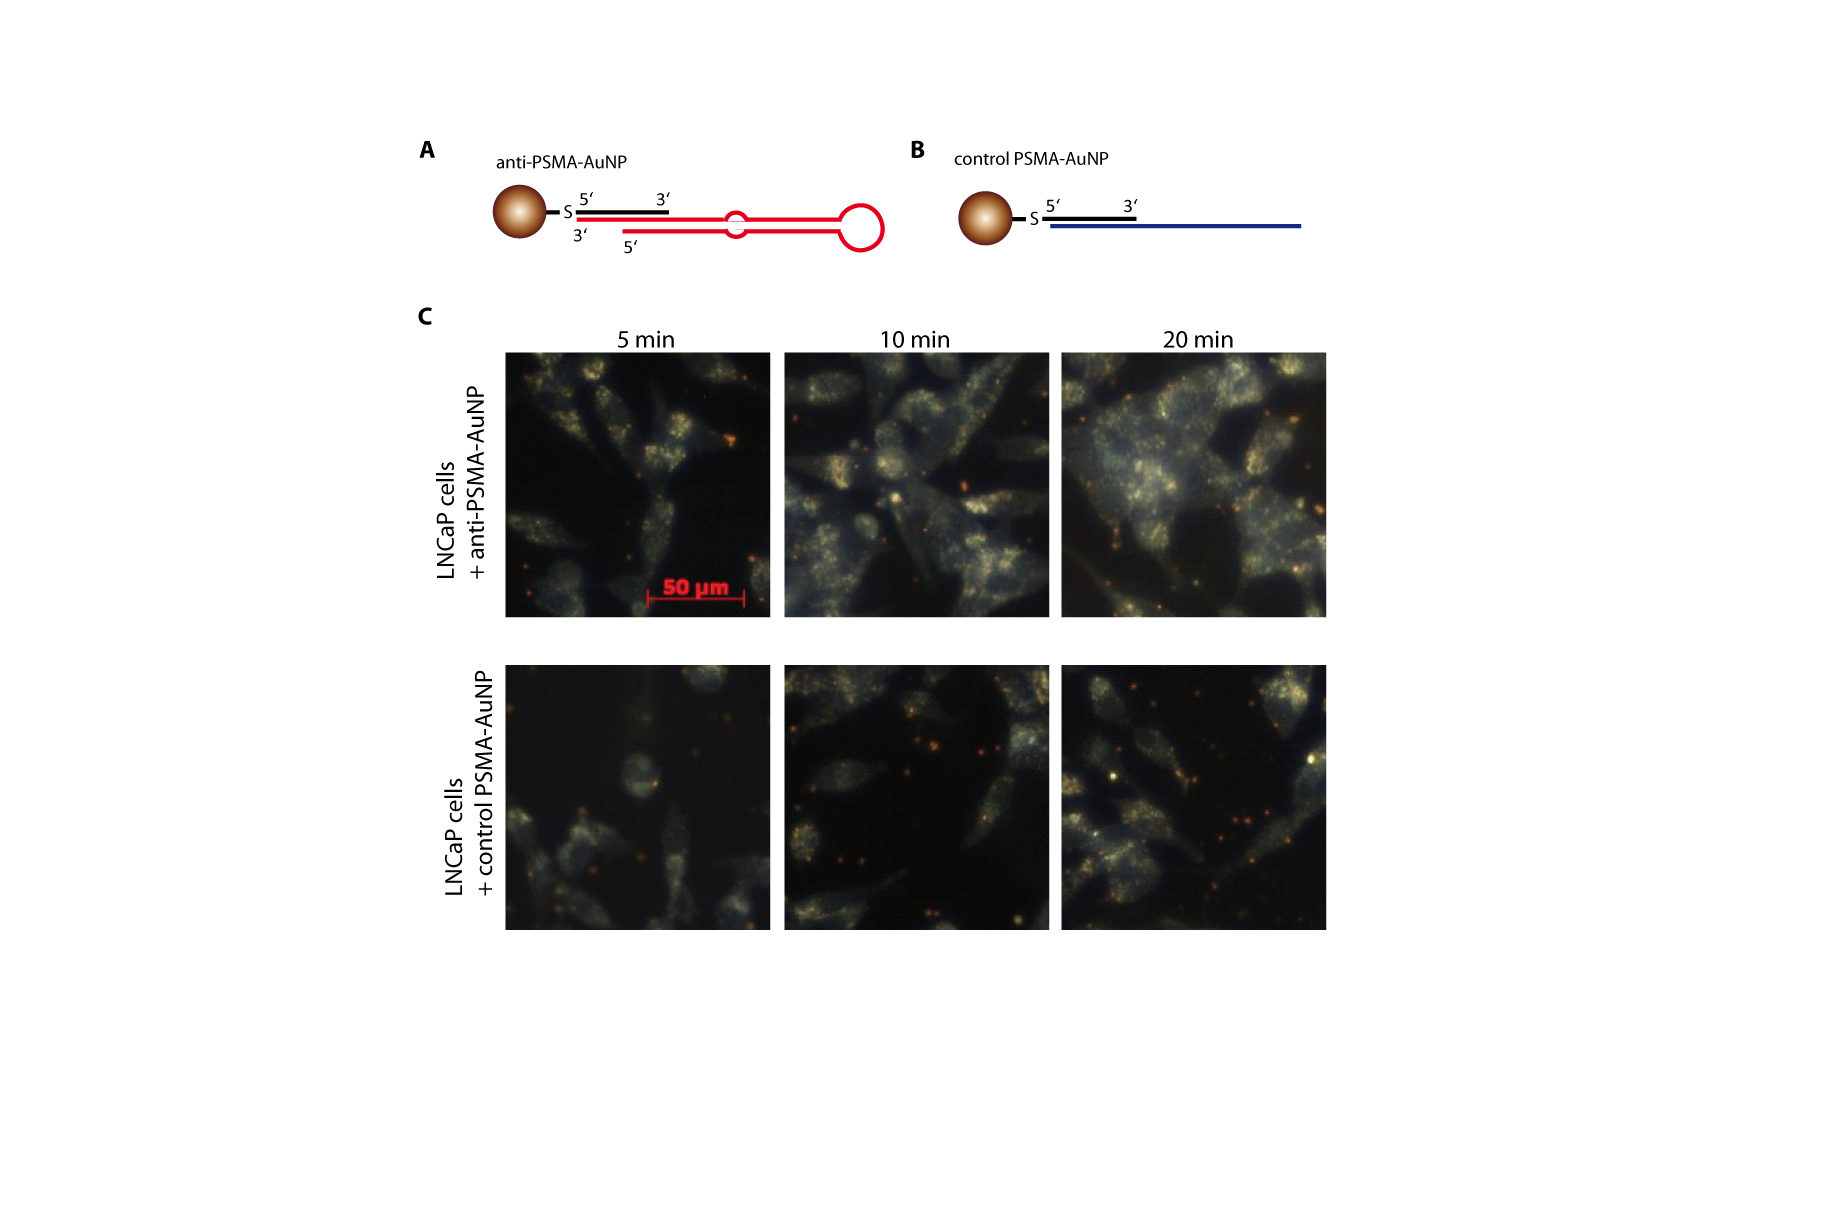 A
anti-PSMA-AuNP
S
5‘
3‘
3‘
5‘
B
control PSMA-AuNP
S
5‘
3‘
C
5 min
10 min
20 min
LNCaP cells
+ anti-PSMA-AuNP
50 µm
LNCaP cells
+ control PSMA-AuNP